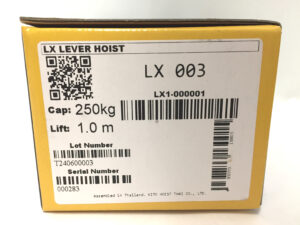 LX LEVER HOIST
LX 003
LX1-000001
Cap: 250kg
Lift: 1.0 m
Lot Number
T240600003
Serial Number
000283
Assembled in Thailand, KITO HOIST THAI CO., LTD.